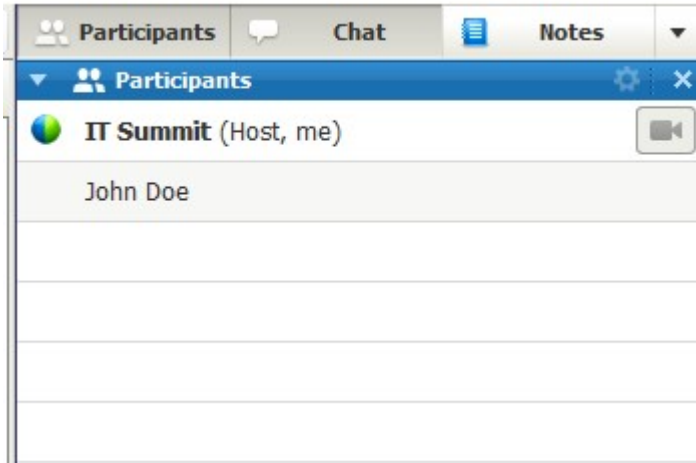 Participants Chat Notes
Participants
IT Summit (Host, me)
John Doe